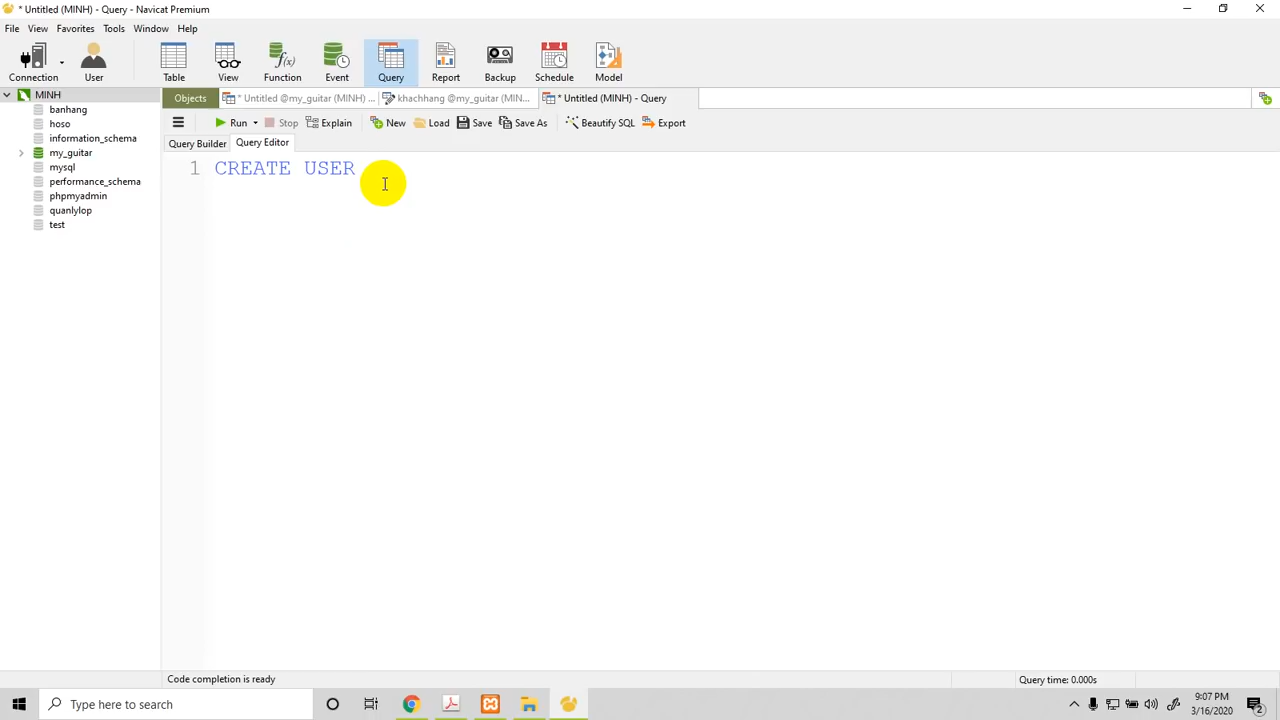 * Untitled (MINH) - Query - Navicat Premium
File View Favorites Tools Window Help
Connection User Table View Function Event Query Report Backup Schedule Model
f(x)
MINH
banhang
hoso
information_schema
my_guitar
mysql
performance_schema
phpmyadmin
quanlylop
test
Objects * Untitled @my_guitar (MINH) ... khachhang @my_guitar (MIN... * Untitled (MINH) - Query
Run Stop Explain New Load Save Save As Beautify SQL Export
Query Builder Query Editor
1 CREATE USER
Code completion is ready Query time: 0.000s
Type here to search
9:07 PM
3/16/2020
2